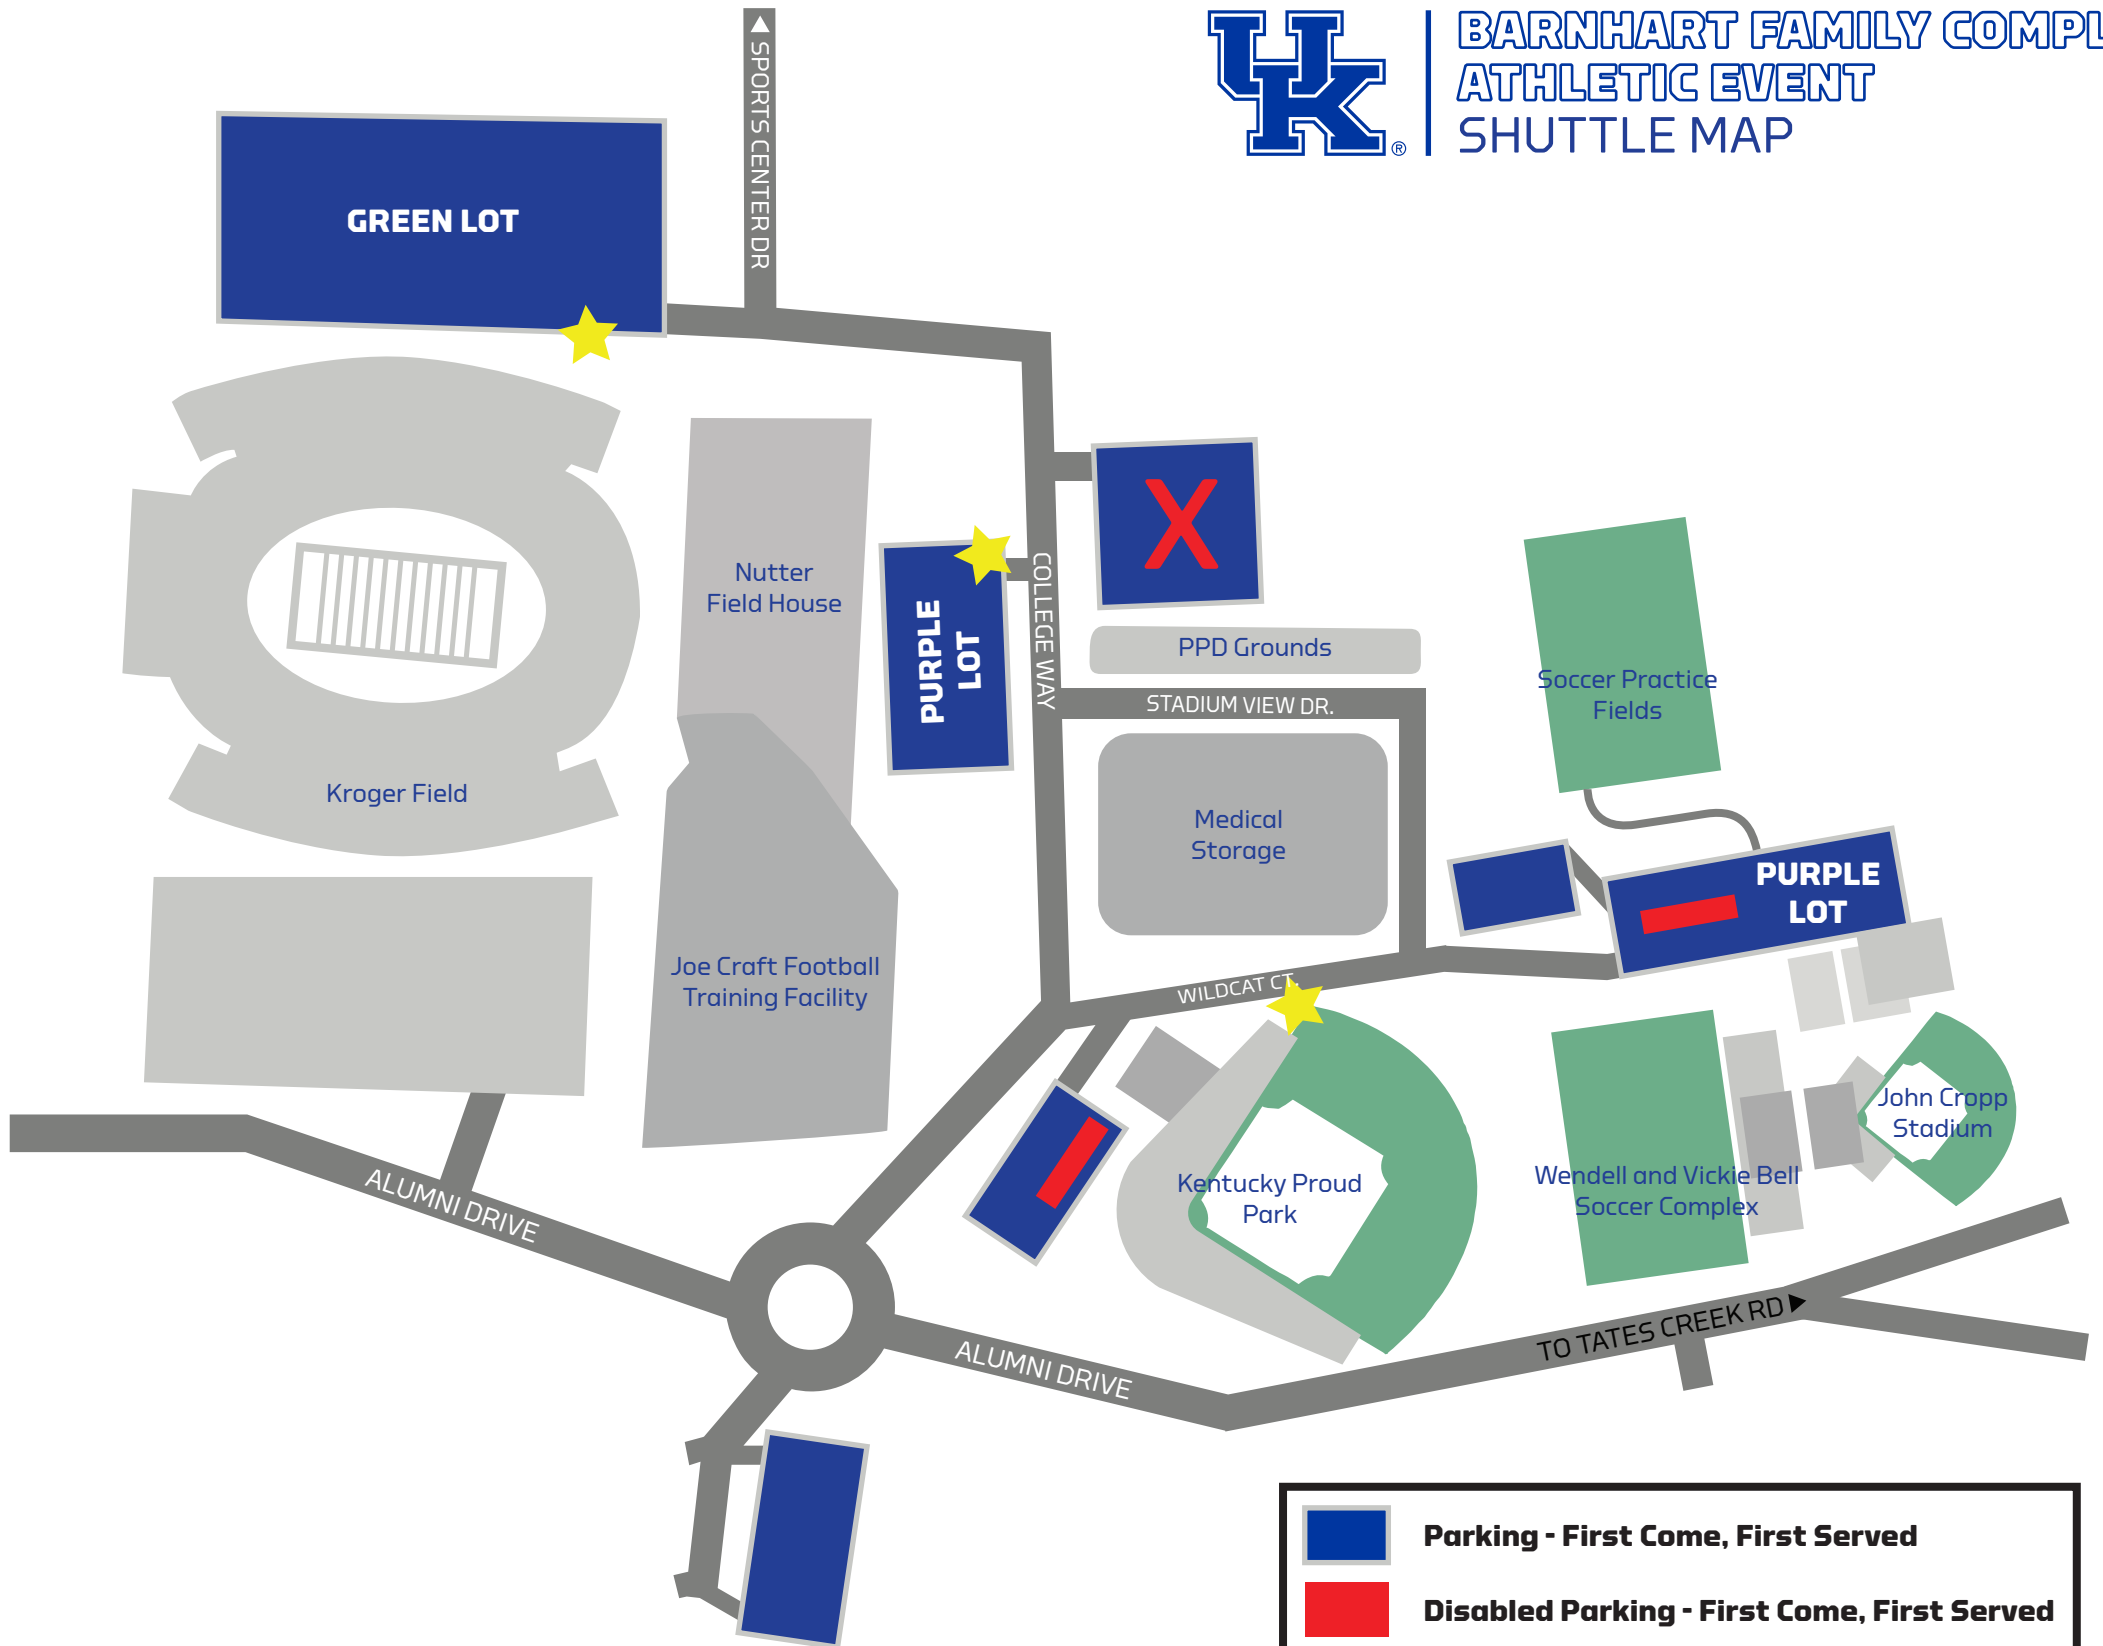 UK®
BARNHART FAMILY COMPL
ATHLETIC EVENT
SHUTTLE MAP
SPORTS CENTER DR
GREEN LOT
X
Nutter
Field House
PURPLE
LOT
COLLEGE WAY
PPD Grounds
STADIUM VIEW DR.
Soccer Practice
Fields
Kroger Field
Medical
Storage
PURPLE
LOT
Joe Craft Football
Training Facility
WILDCAT CT.
John Cropp
Stadium
Kentucky Proud
Park
Wendell and Vickie Bell
Soccer Complex
ALUMNI DRIVE
ALUMNI DRIVE
TO TATES CREEK RD
Parking - First Come, First Served
Disabled Parking - First Come, First Served